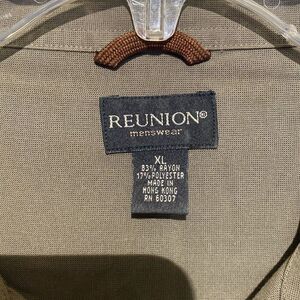 REUNION®
menswear
XL
83% RAYON
17% POLYESTER
MADE IN
HONG KONG
RN 60307